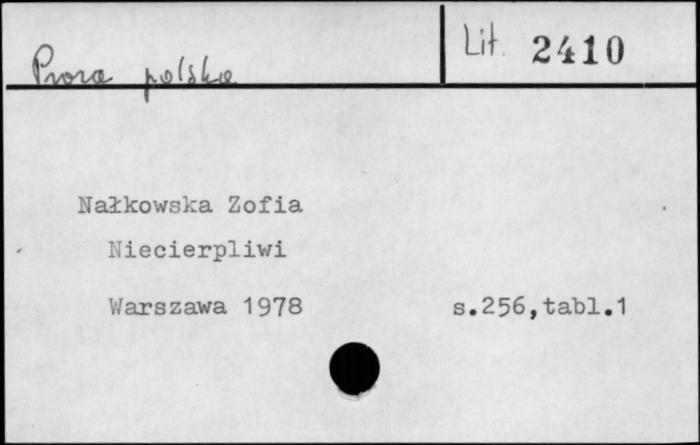 Proza polska
Lit. 2410
Nałkowska Zofia
Niecierpliwi
Warszawa 1978 s.256,tabl.1